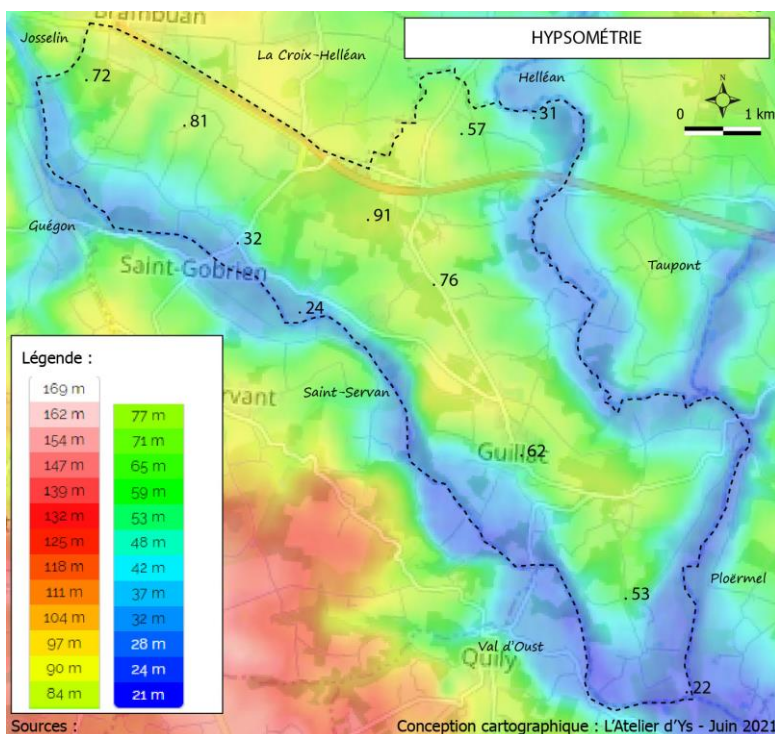 Brambuan
Josselin
La Croix-Helléan
HYPSOMÉTRIE
Helléan
N
0 1 km
. 72
. 81
. 57
. 31
. 91
Guégon
. 32
Saint-Gobrien
Taupont
. 76
. 24
Légende :
169 m
162 m
154 m
147 m
139 m
132 m
125 m
118 m
111 m
104 m
97 m
90 m
84 m
77 m
71 m
65 m
59 m
53 m
48 m
42 m
37 m
32 m
28 m
24 m
21 m
Saint-Servan
ervant
Guillac
. 62
Ploërmel
. 53
Val d'Oust
Quily
. 22
Sources :
Conception cartographique : L'Atelier d'Ys - Juin 2021